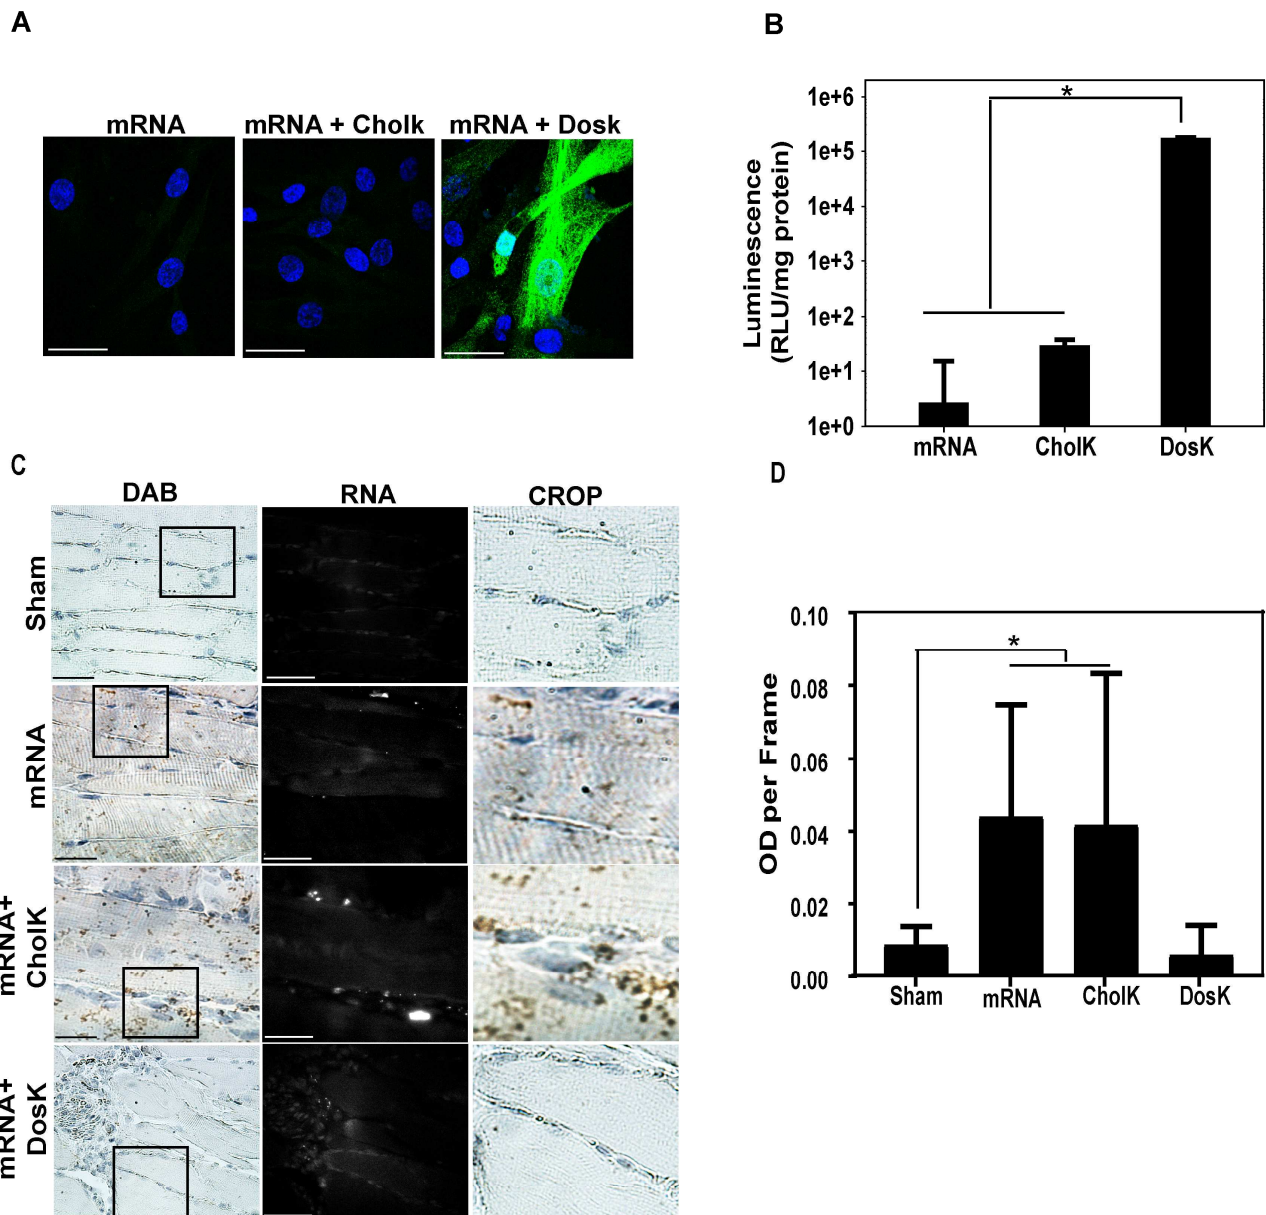 A
mRNA
mRNA + Cholk
mRNA + Dosk
B
Luminescence
(RLU/mg protein)
1e+6
1e+5
1e+4
1e+3
1e+2
1e+1
1e+0
*
mRNA
CholK
DosK
C
DAB
RNA
CROP
Sham
mRNA
mRNA+
CholK
mRNA+
DosK
D
OD per Frame
0.10
0.08
0.06
0.04
0.02
0.00
*
Sham
mRNA
CholK
DosK